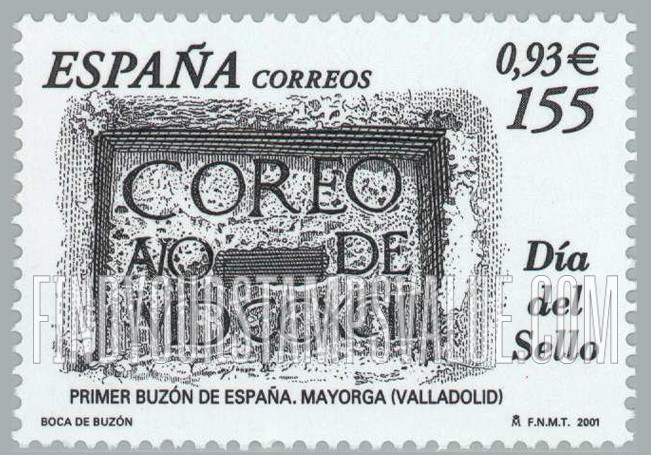 ESPAÑA CORREOS
0,93€
155
COREO
AIO DE
Día
del
Sello
FINDYOURSTAMPSVALUE.COM
PRIMER BUZÓN DE ESPAÑA. MAYORGA (VALLADOLID)
BOCA DE BUZÓN
F.N.M.T. 2001